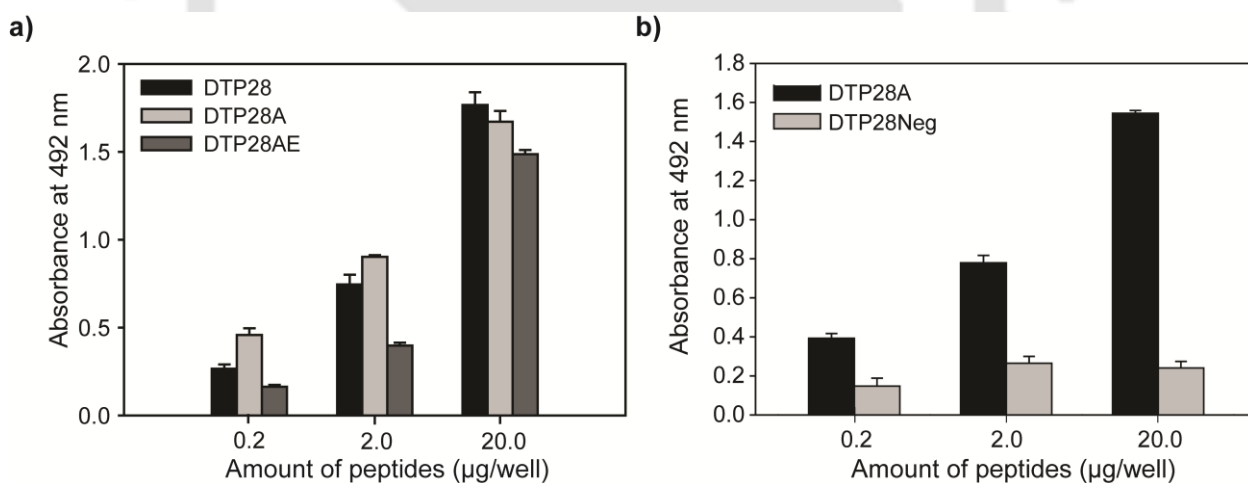 a)
Absorbance at 492 nm
2.0
1.5
1.0
0.5
0.0
DTP28
DTP28A
DTP28AE
0.2 2.0 20.0
Amount of peptides (µg/well)
b)
Absorbance at 492 nm
1.8
1.6
1.4
1.2
1.0
0.8
0.6
0.4
0.2
0.0
DTP28A
DTP28Neg
0.2 2.0 20.0
Amount of peptides (µg/well)